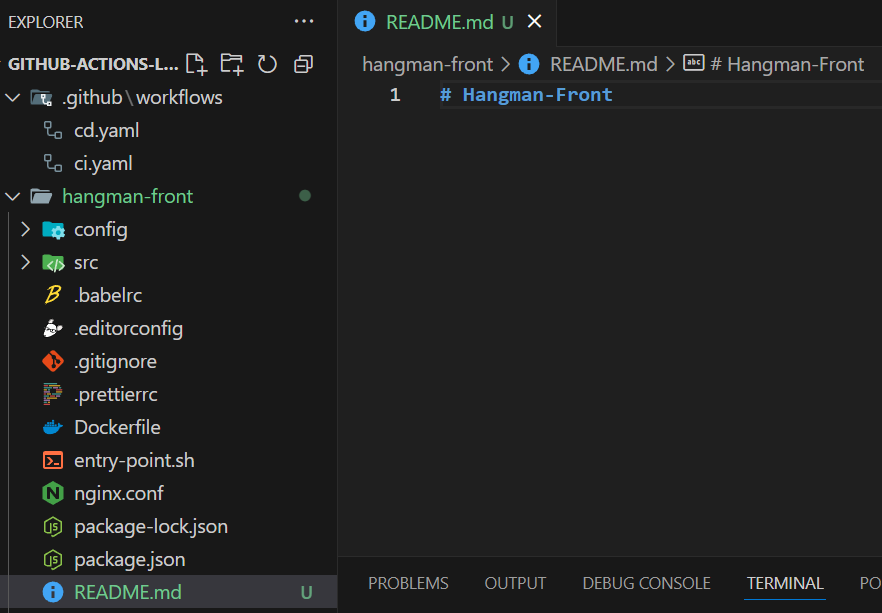 EXPLORER
GITHUB-ACTIONS-L...
.github\workflows
cd.yaml
ci.yaml
hangman-front
config
src
.babelrc
.editorconfig
.gitignore
.prettierrc
Dockerfile
entry-point.sh
nginx.conf
package-lock.json
package.json
README.md U
README.md U
hangman-front > README.md > abc # Hangman-Front
1 # Hangman-Front
PROBLEMS OUTPUT DEBUG CONSOLE TERMINAL PO